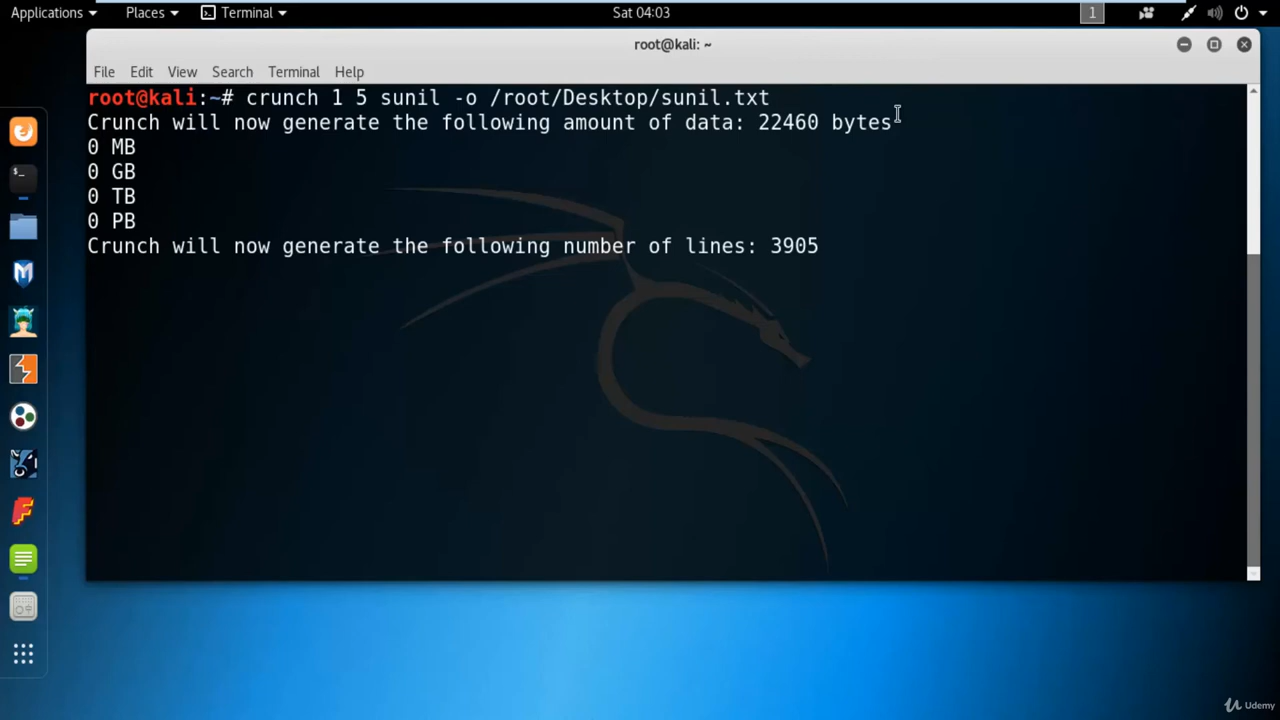 Applications Places Terminal Sat 04:03 1
root@kali: ~
File Edit View Search Terminal Help
root@kali:~# crunch 1 5 sunil -o /root/Desktop/sunil.txt
Crunch will now generate the following amount of data: 22460 bytes
0 MB
0 GB
0 TB
0 PB
Crunch will now generate the following number of lines: 3905
Udemy